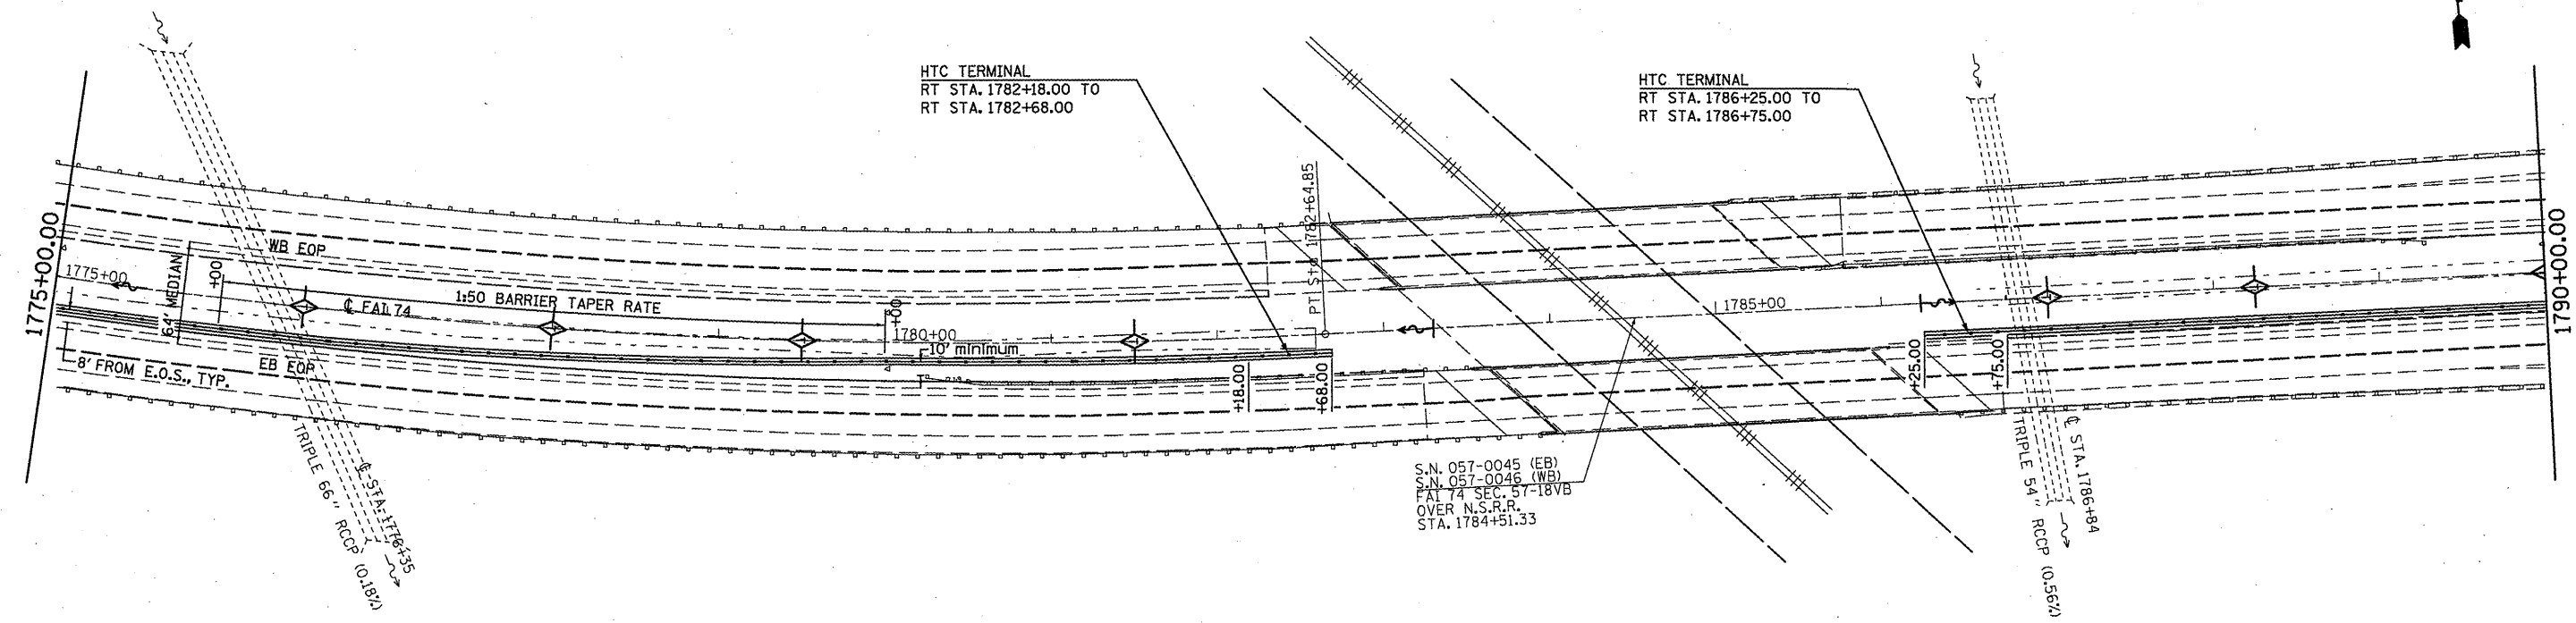 HTC TERMINAL
RT STA. 1782+18.00 TO
RT STA. 1782+68.00
HTC TERMINAL
RT STA. 1786+25.00 TO
RT STA. 1786+75.00
1775+00.00
1775+00
64' MEDIAN
+00
WB EOP
℄ FAI 74
1:50 BARRIER TAPER RATE
+00
1780+00
10' minimum
PT Sta 1782+64.85
1785+00
1790+00.00
8' FROM E.O.S., TYP.
EB EOP
+18.00
+68.00
+25.00
+75.00
TRIPLE 66" RCCP (0.18%)
℄ STA. 1776+35
S.N. 057-0045 (EB)
S.N. 057-0046 (WB)
FAI 74 SEC. 57-18VB
OVER N.S.R.R.
STA. 1784+51.33
TRIPLE 54" RCCP (0.56%)
℄ STA. 1786+84